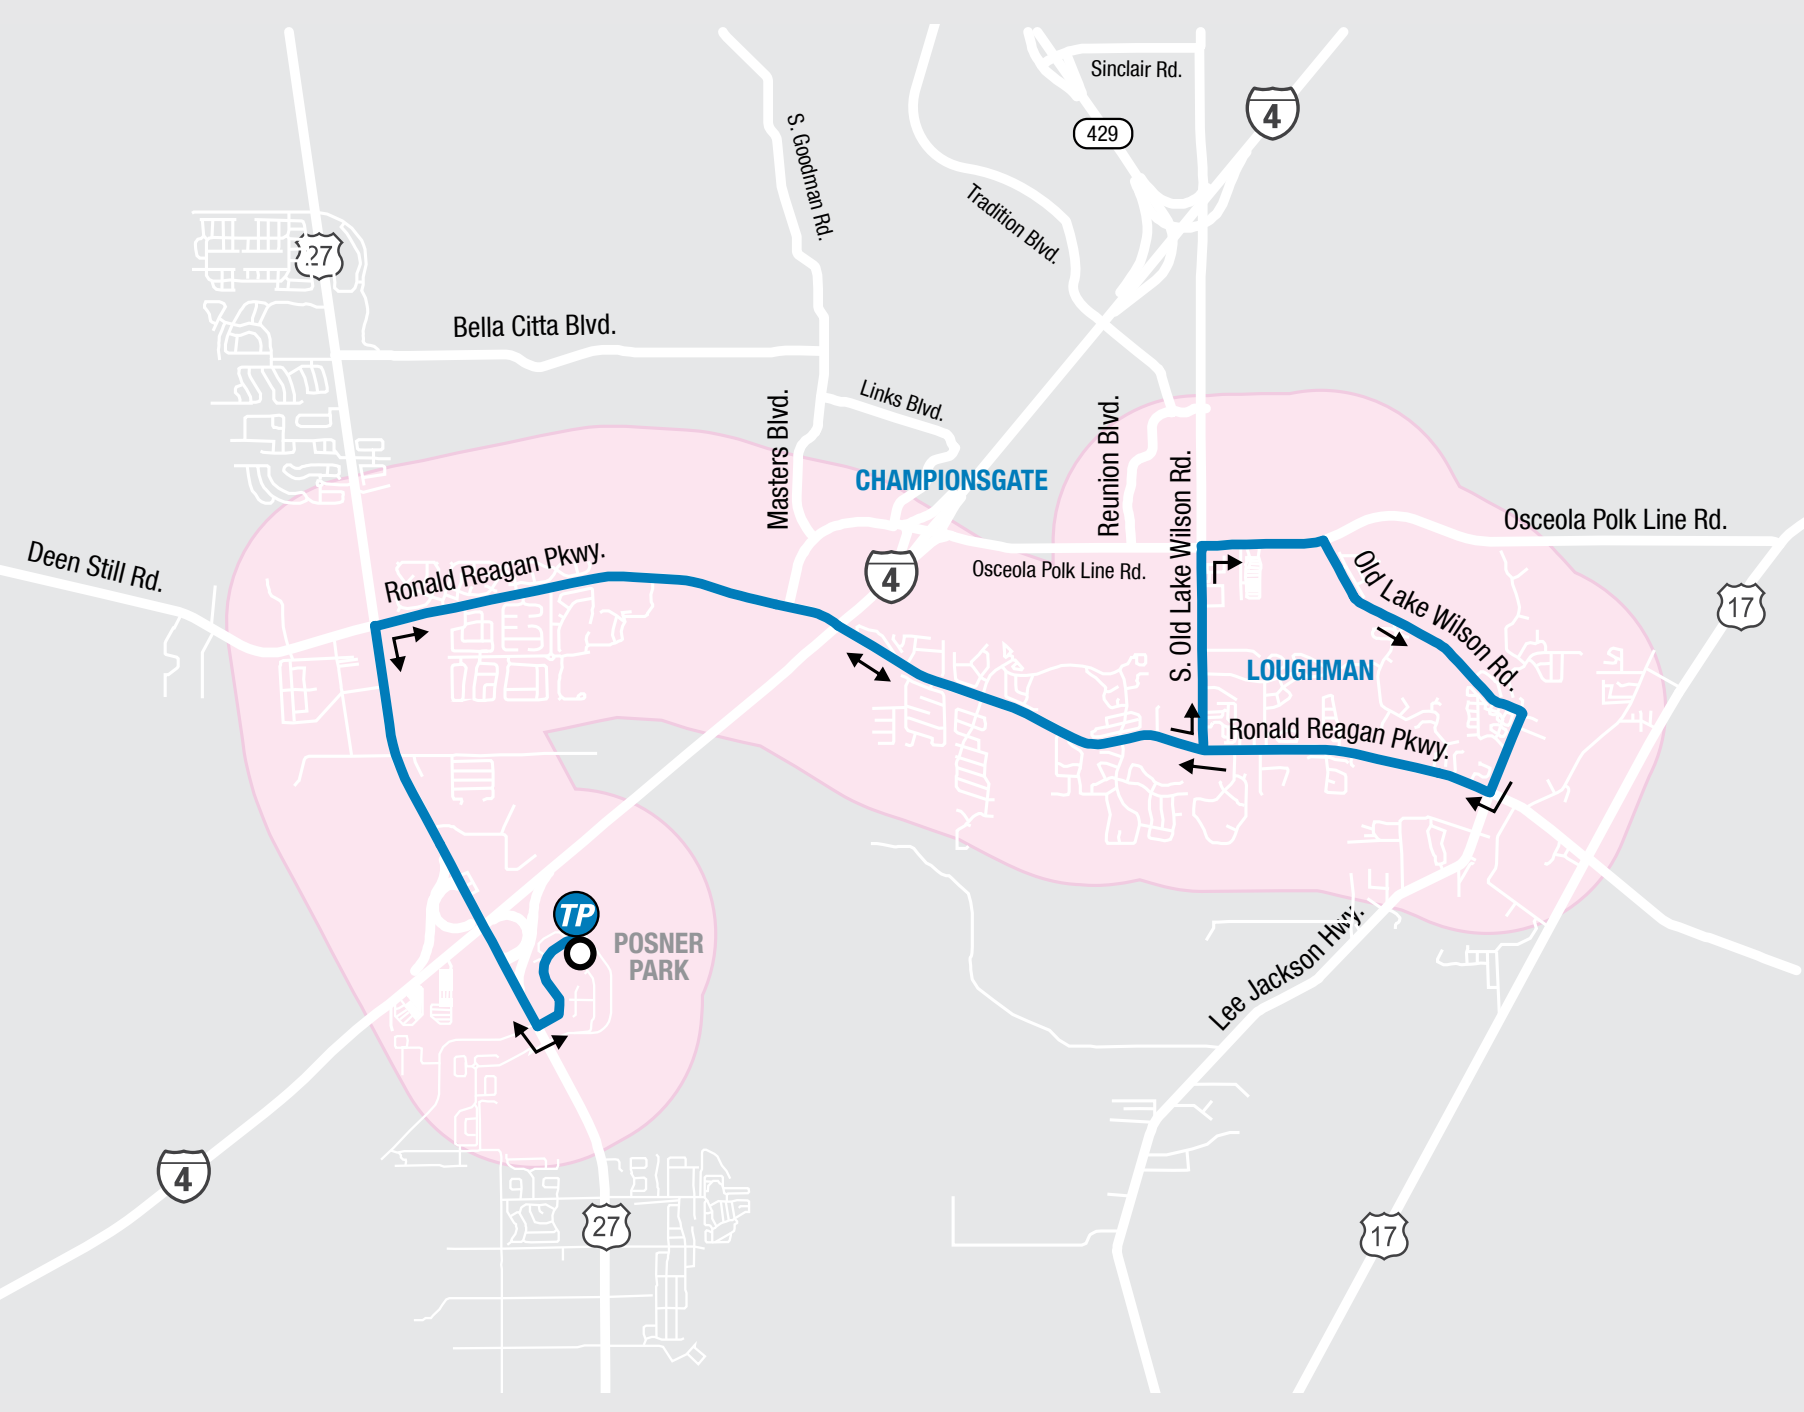 Sinclair Rd.
4
429
S. Goodman Rd.
Tradition Blvd.
27
Bella Citta Blvd.
Links Blvd.
Masters Blvd.
Reunion Blvd.
CHAMPIONSGATE
S. Old Lake Wilson Rd.
Osceola Polk Line Rd.
Deen Still Rd.
Ronald Reagan Pkwy.
4
Osceola Polk Line Rd.
Old Lake Wilson Rd.
17
LOUGHMAN
Ronald Reagan Pkwy.
TP
POSNER
PARK
Lee Jackson Hwy.
4
27
17